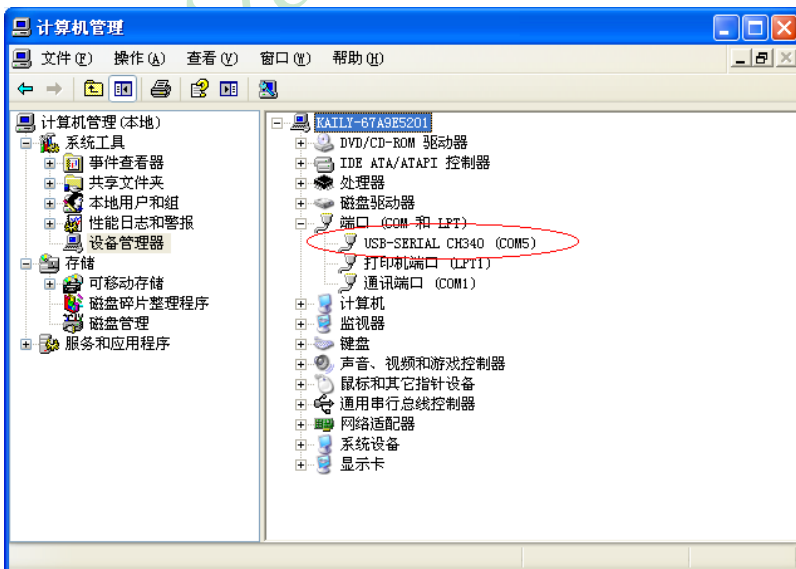 计算机管理
文件(F) 操作(A) 查看(V) 窗口(W) 帮助(H)
计算机管理(本地)
系统工具
事件查看器
共享文件夹
本地用户和组
性能日志和警报
设备管理器
存储
可移动存储
磁盘碎片整理程序
磁盘管理
服务和应用程序
KAILY-67A9E5201
DVD/CD-ROM 驱动器
IDE ATA/ATAPI 控制器
处理器
磁盘驱动器
端口 (COM 和 LPT)
USB-SERIAL CH340 (COM5)
打印机端口 (LPT1)
通讯端口 (COM1)
计算机
监视器
键盘
声音、视频和游戏控制器
鼠标和其它指针设备
通用串行总线控制器
网络适配器
系统设备
显示卡